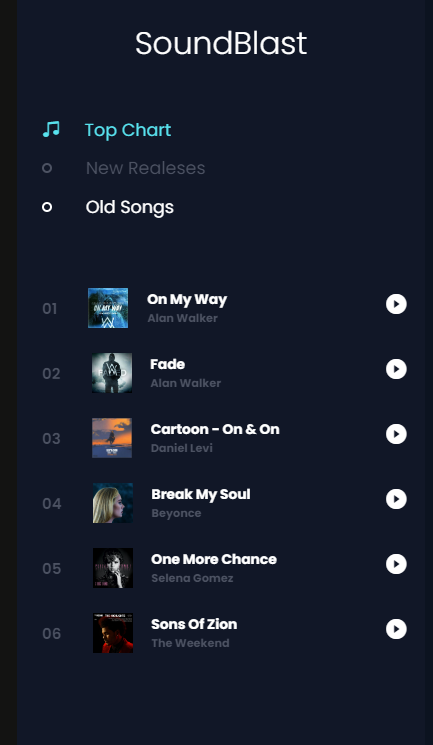 SoundBlast
Top Chart
New Realeses
Old Songs
01
On My Way
Alan Walker
02
Fade
Alan Walker
03
Cartoon - On & On
Daniel Levi
04
Break My Soul
Beyonce
05
One More Chance
Selena Gomez
06
Sons Of Zion
The Weekend